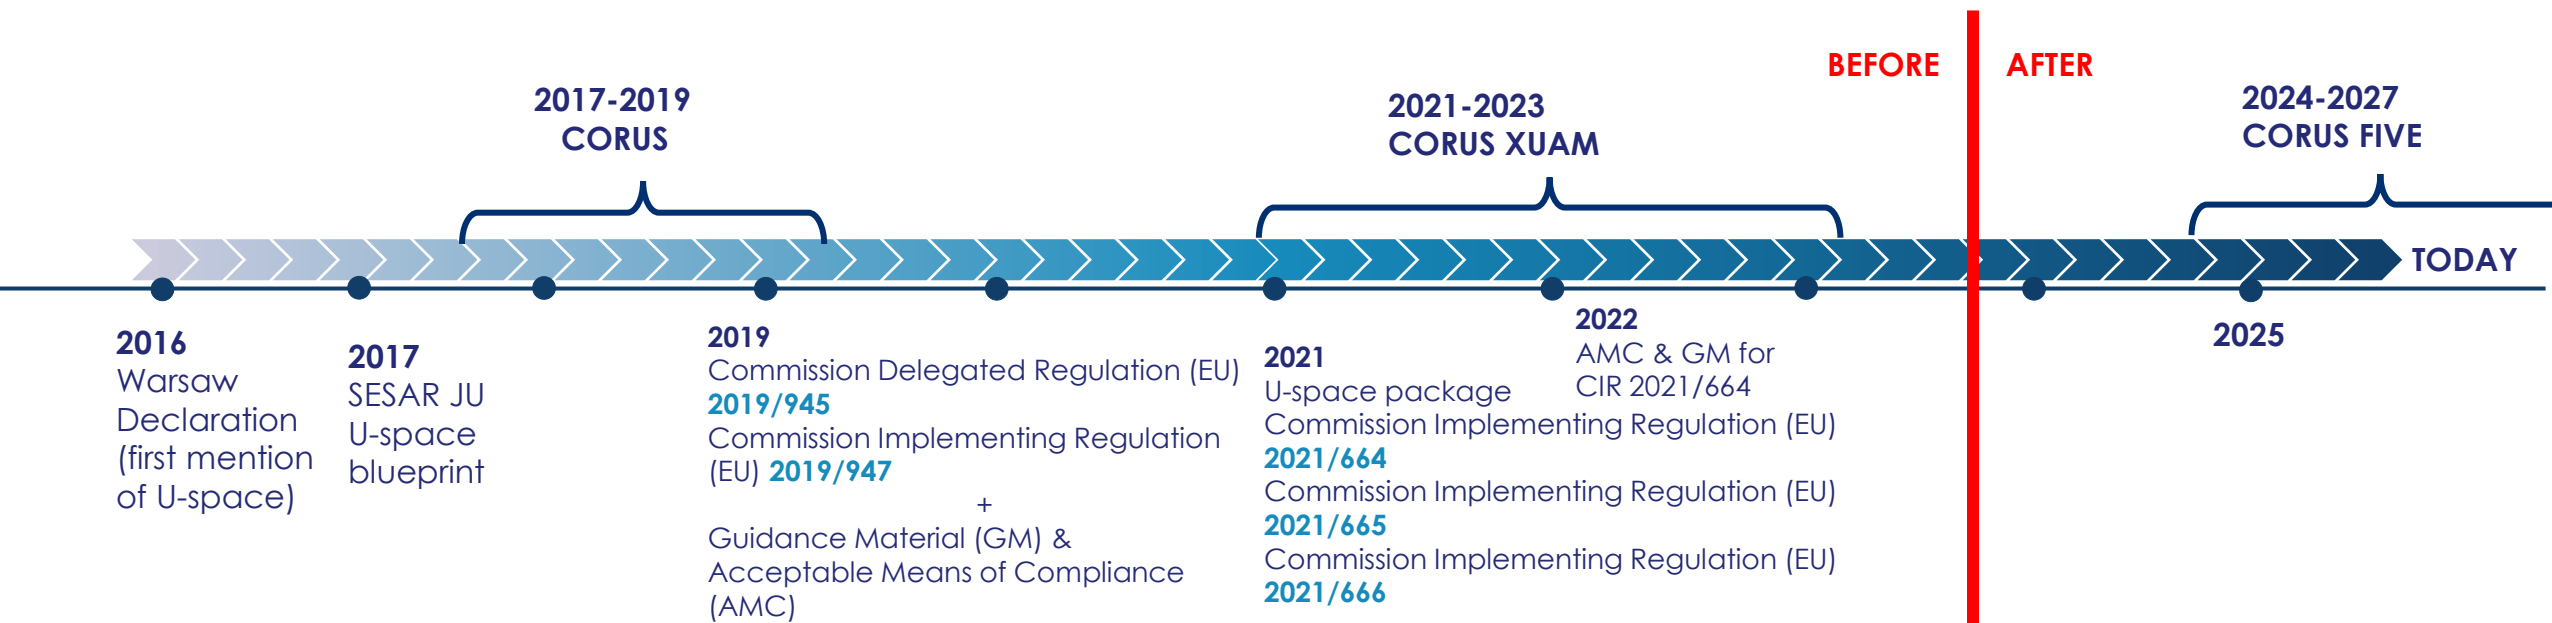 BEFORE
AFTER
2017-2019
CORUS
2021-2023
CORUS XUAM
2024-2027
CORUS FIVE
TODAY
2016
Warsaw
Declaration
(first mention
of U-space)
2017
SESAR JU
U-space
blueprint
2019
Commission Delegated Regulation (EU)
2019/945
Commission Implementing Regulation
(EU) 2019/947
+
Guidance Material (GM) &
Acceptable Means of Compliance
(AMC)
2021
U-space package
Commission Implementing Regulation (EU)
2021/664
Commission Implementing Regulation (EU)
2021/665
Commission Implementing Regulation (EU)
2021/666
2022
AMC & GM for
CIR 2021/664
2025